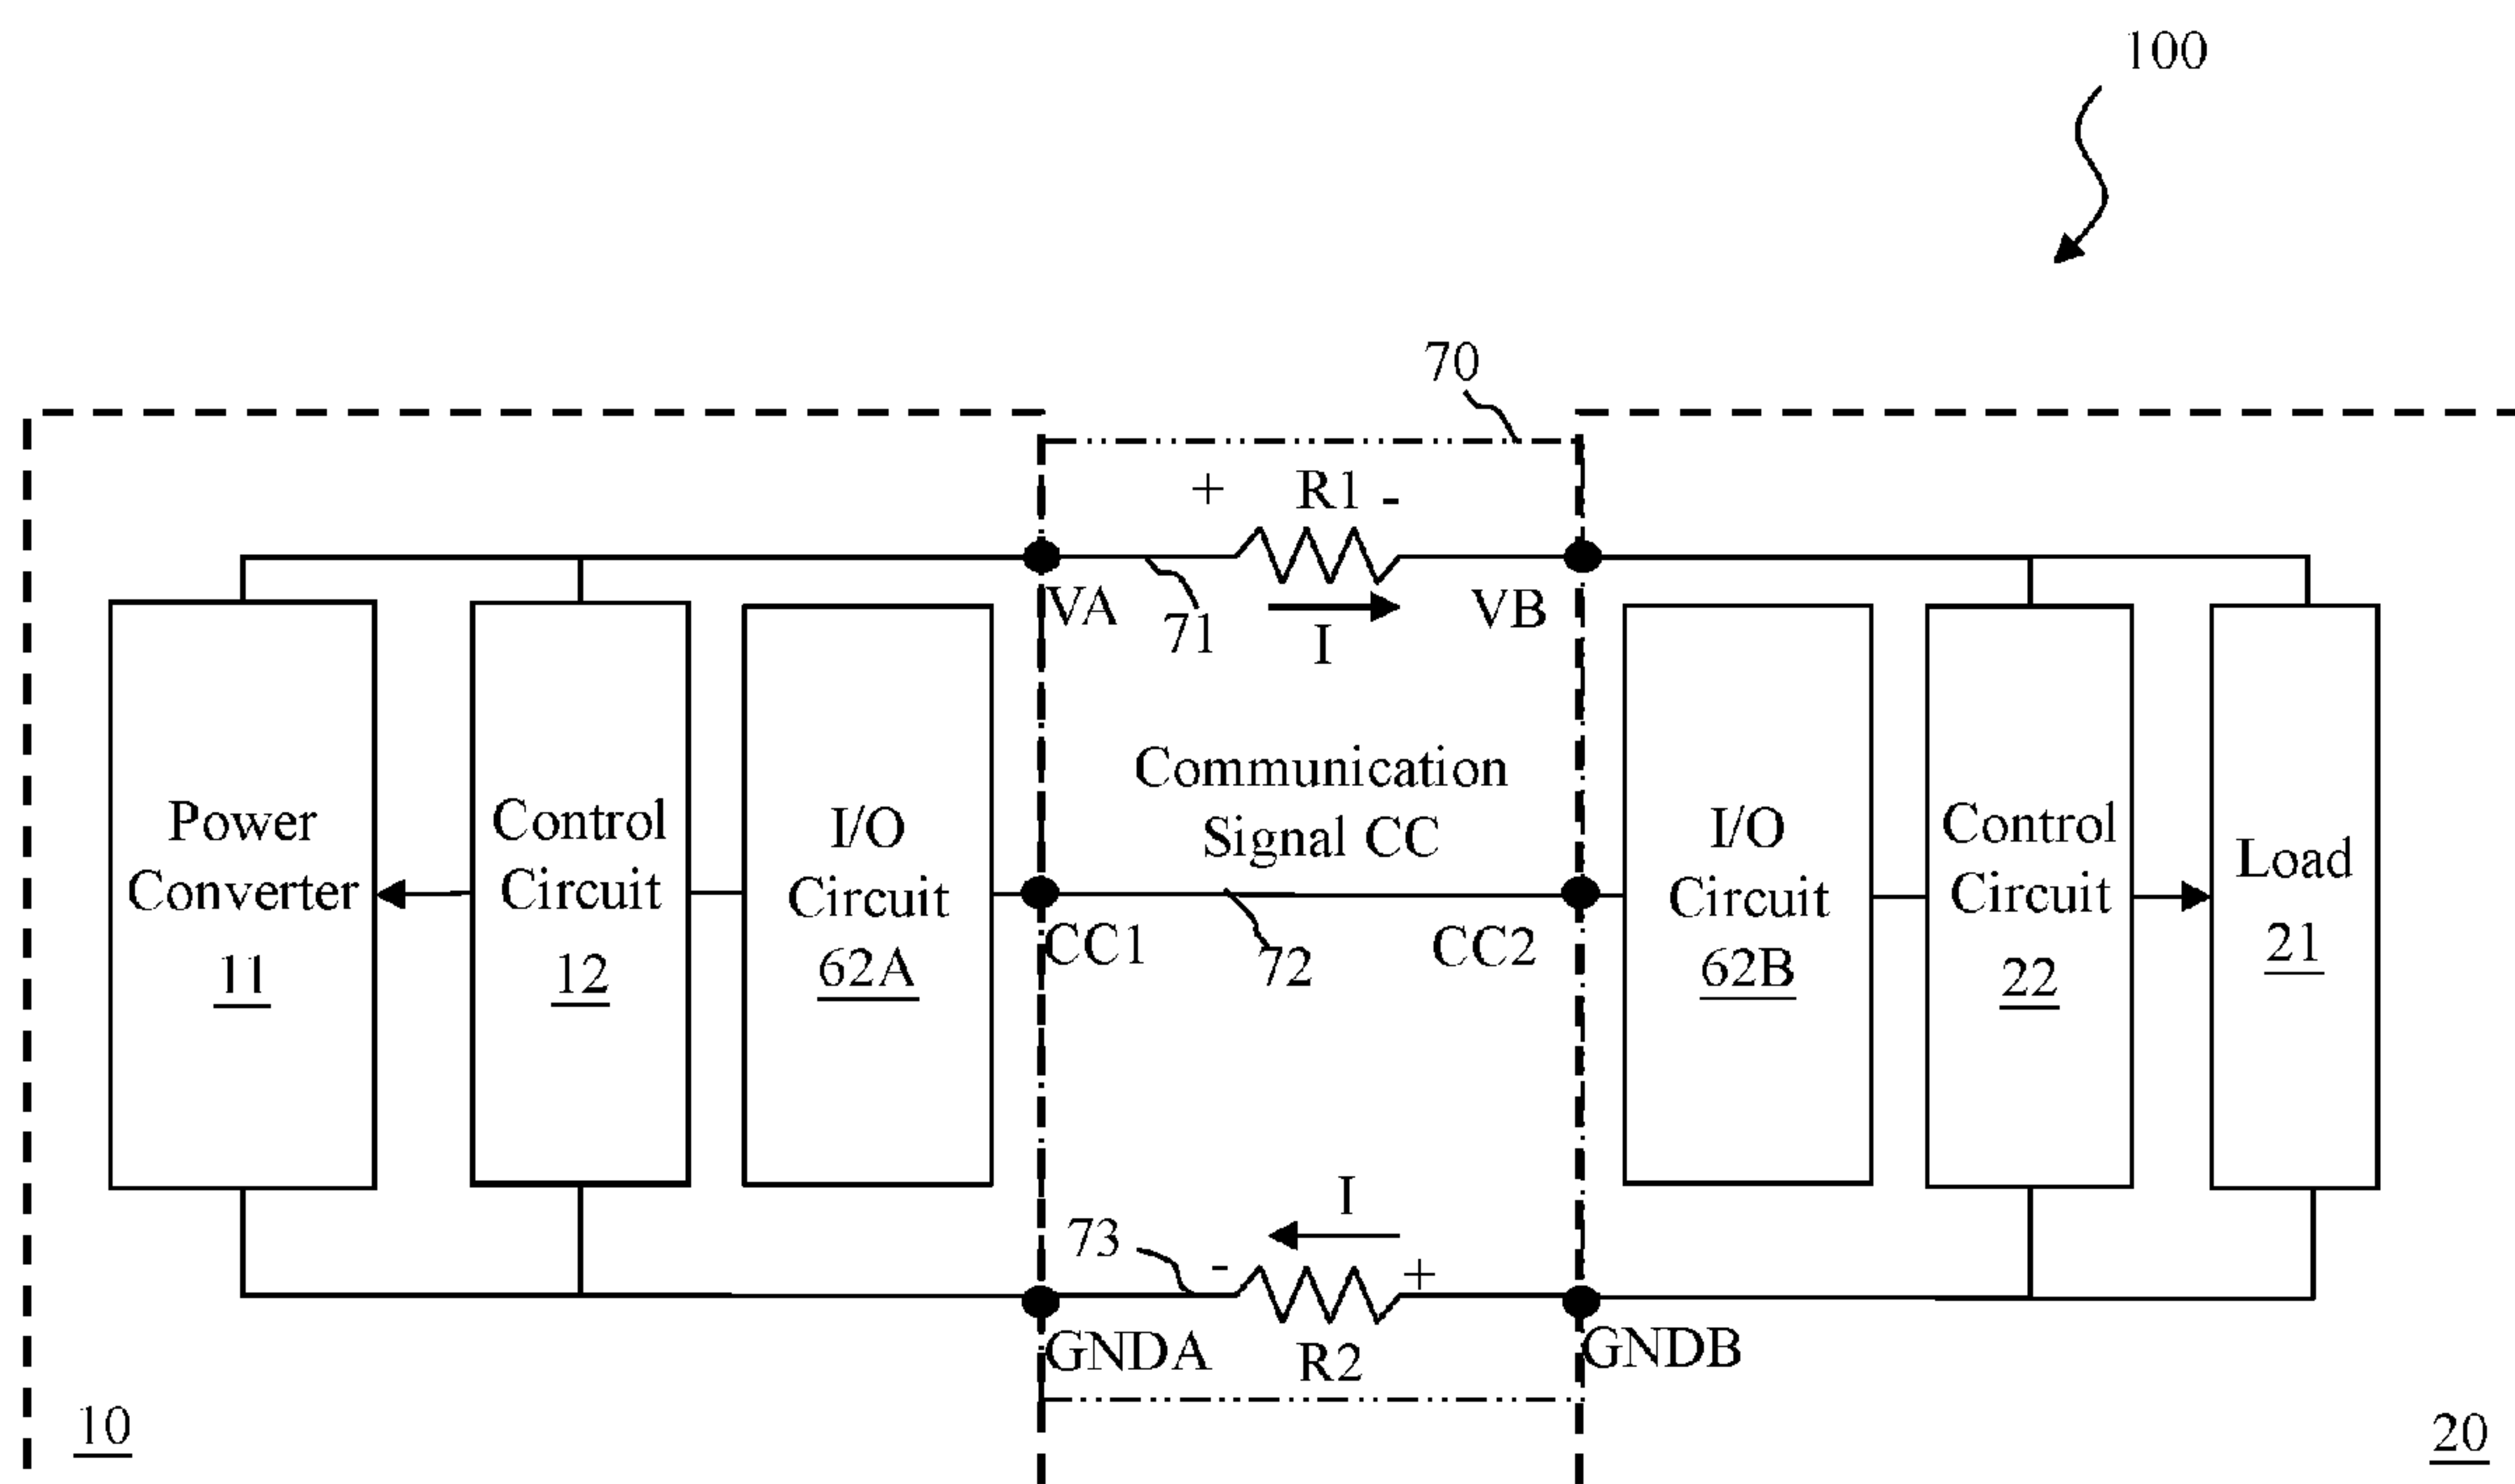 100
70
+ R1 -
VA
71
I
VB
Communication
Signal CC
Power
Converter
11
Control
Circuit
12
I/O
Circuit
62A
CC1
72
CC2
I/O
Circuit
62B
Control
Circuit
22
Load
21
I
73
- +
GNDA
R2
GNDB
10
20